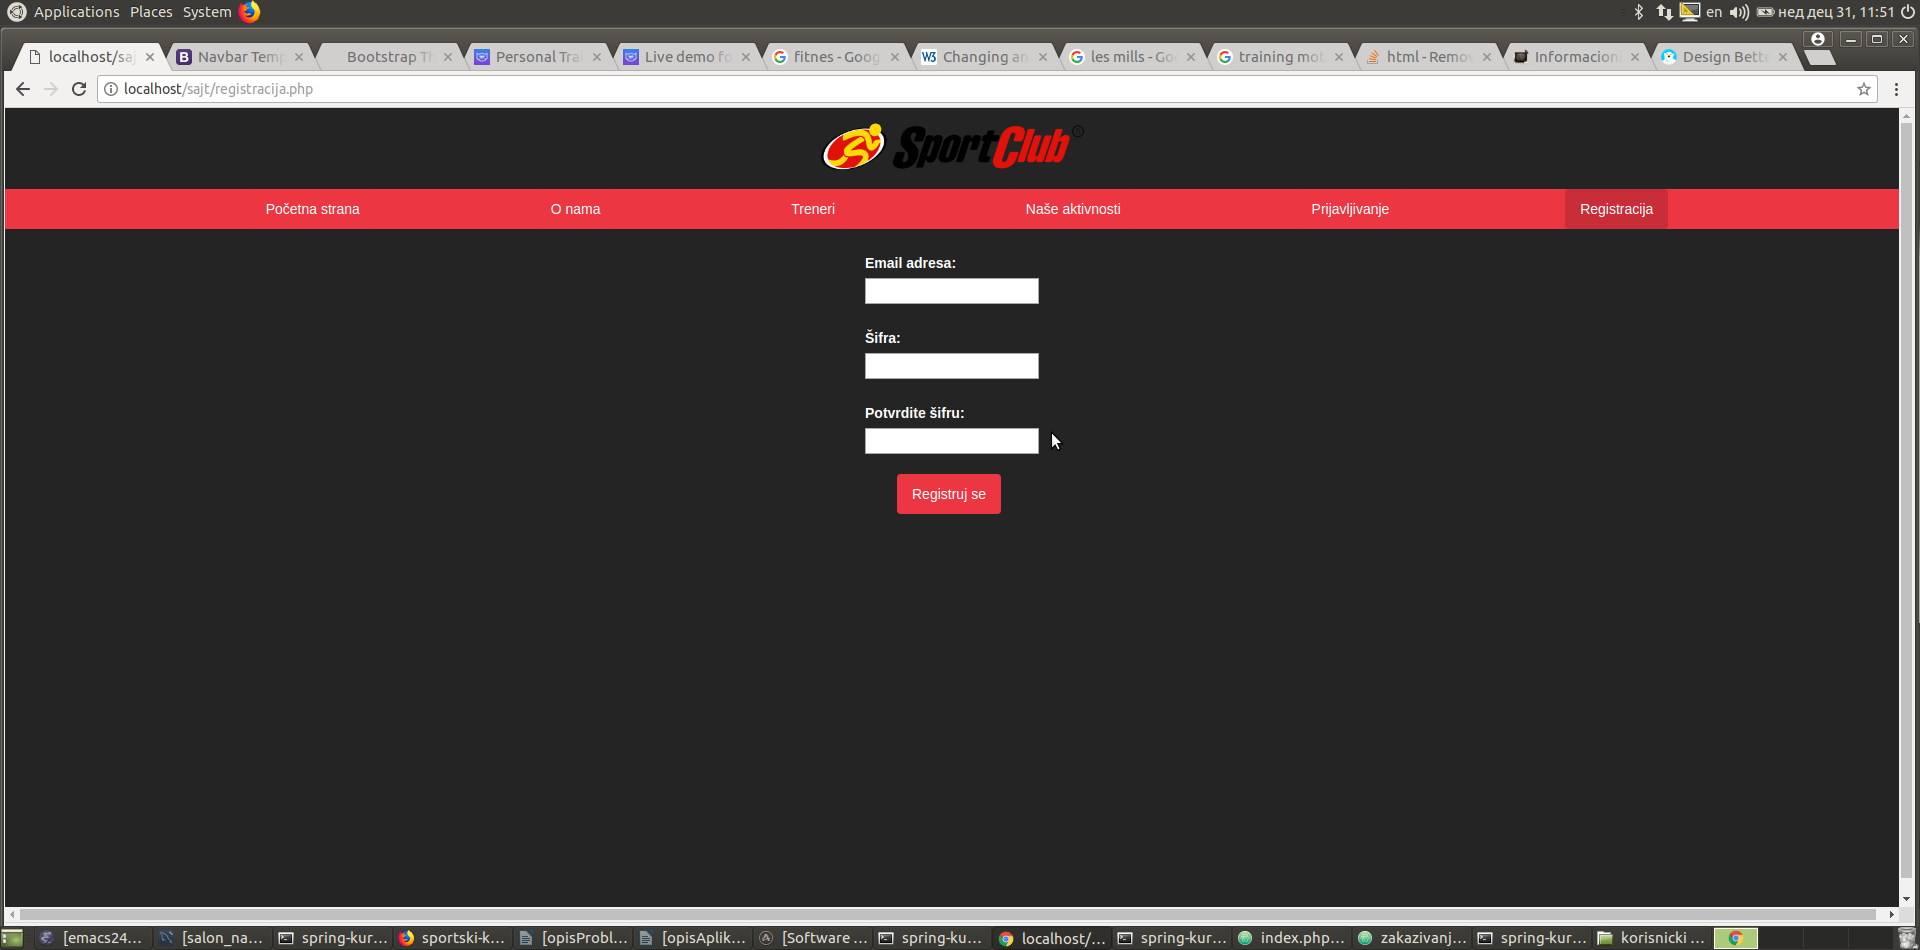 Applications Places System en нед дец 31, 11:51
localhost/saj Navbar Temp Bootstrap Th Personal Trai Live demo fo fitnes - Goog Changing an les mills - Go training mot html - Remov Informacion Design Bette
localhost/sajt/registracija.php
SportClub®
Početna strana O nama Treneri Naše aktivnosti Prijavljivanje Registracija
Email adresa:
Šifra:
Potvrdite šifru:
Registruj se
[emacs24... [salon_na... spring-kur... sportski-k... [opisProbl... [opisAplik... [Software ... spring-ku... localhost/... spring-kur... index.php... zakazivanj... spring-kur... korisnicki ...